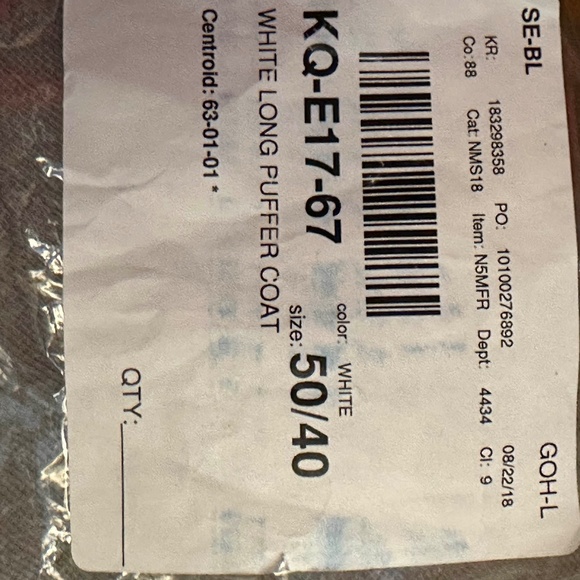 SE-BL GOH-L
KR: 183298358 PO: 10100276892 08/22/18
Co:88 Cat: NMS18 Item: N5MFR Dept: 4434 Cl: 9
color: WHITE
KQ-E17-67 size: 50/40
WHITE LONG PUFFER COAT
Centroid: 63-01-01 *
QTY: